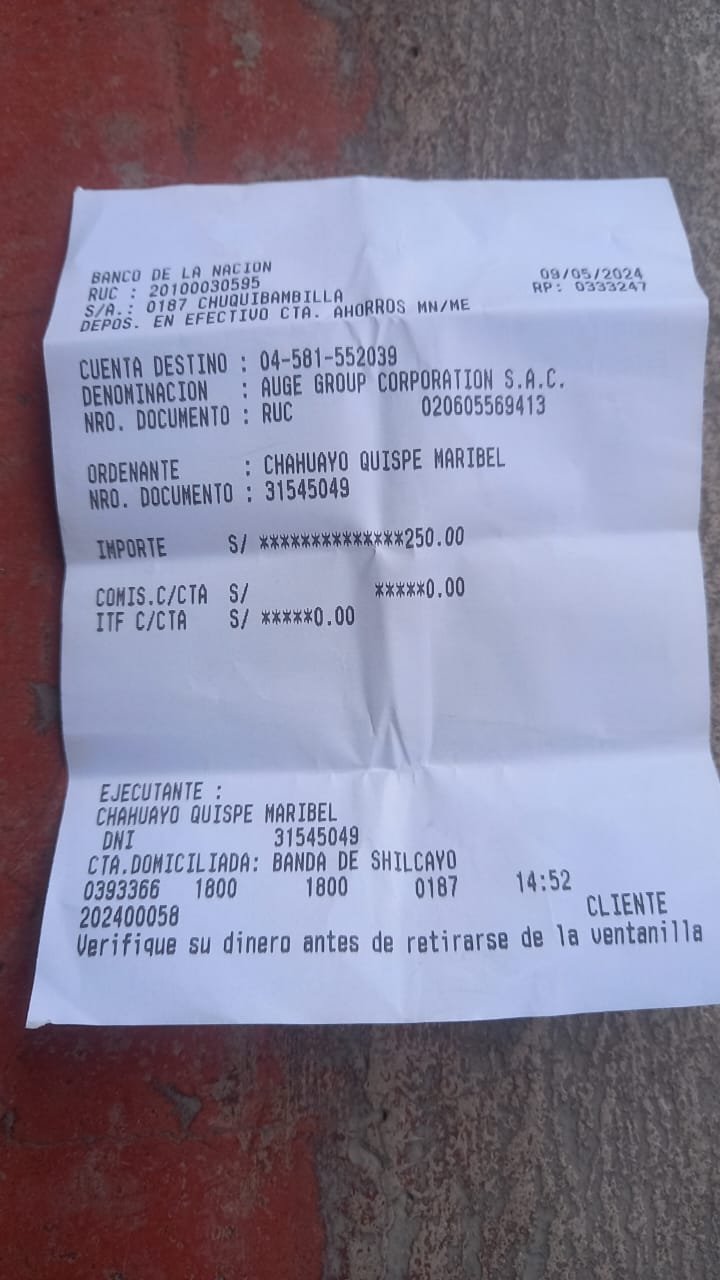 BANCO DE LA NACION 09/05/2024
RUC : 20100030595 RP: 0333247
S/A.: 0187 CHUQUIBAMBILLA
DEPOS. EN EFECTIVO CTA. AHORROS MN/ME
CUENTA DESTINO : 04-581-552039
DENOMINACION : AUGE GROUP CORPORATION S.A.C.
NRO. DOCUMENTO : RUC 020605569413
ORDENANTE : CHAHUAYO QUISPE MARIBEL
NRO. DOCUMENTO : 31545049
IMPORTE S/ **************250.00
COMIS.C/CTA S/ *****0.00
ITF C/CTA S/ *****0.00
EJECUTANTE :
CHAHUAYO QUISPE MARIBEL
DNI 31545049
CTA.DOMICILIADA: BANDA DE SHILCAYO
0393366 1800 1800 0187 14:52
202400058 CLIENTE
Verifique su dinero antes de retirarse de la ventanilla